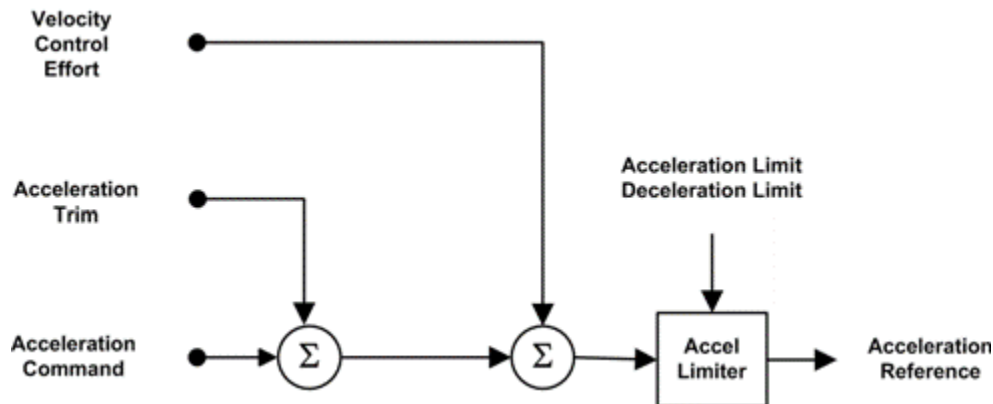 Velocity
Control
Effort
Acceleration
Trim
Acceleration
Command
Σ
Σ
Acceleration Limit
Deceleration Limit
Accel
Limiter
Acceleration
Reference